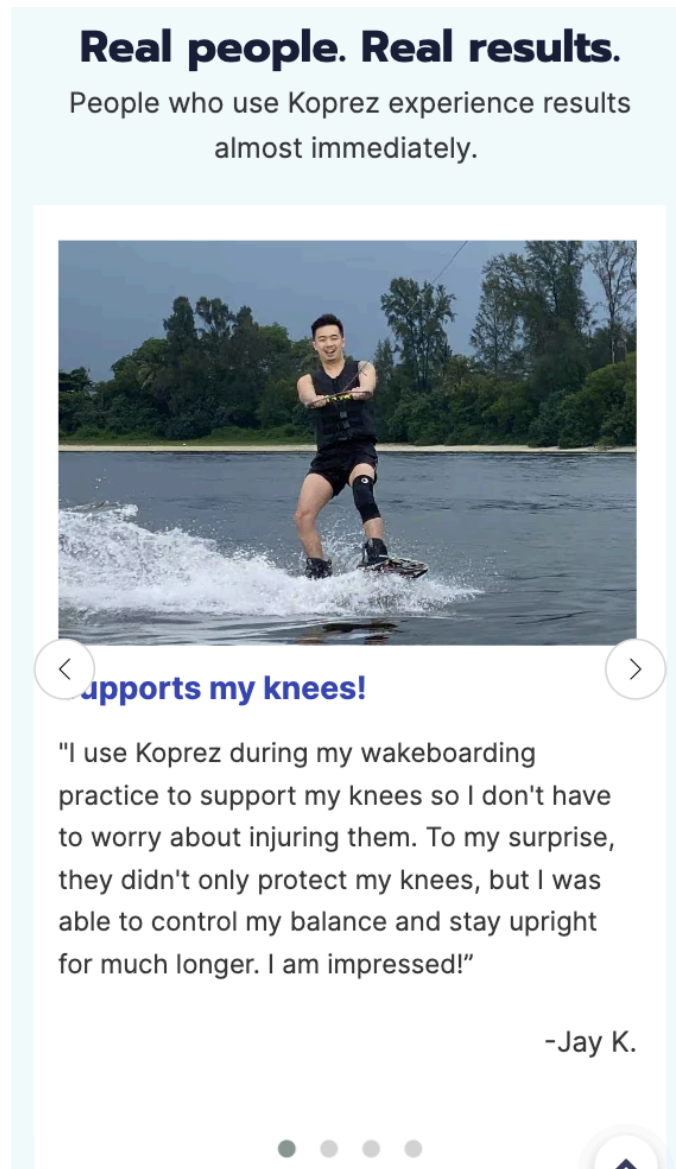 Real people. Real results.
People who use Koprez experience results
almost immediately.
upports my knees!
"I use Koprez during my wakeboarding
practice to support my knees so I don't have
to worry about injuring them. To my surprise,
they didn't only protect my knees, but I was
able to control my balance and stay upright
for much longer. I am impressed!”
-Jay K.